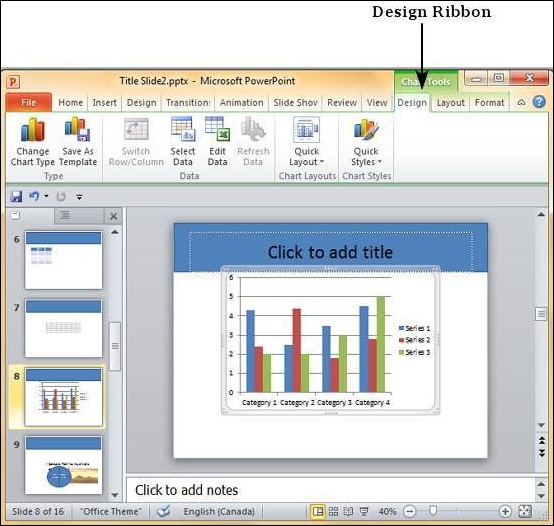 Design Ribbon
Title Slide2.pptx - Microsoft PowerPoint
Chart Tools
File Home Insert Design Transitions Animation Slide Shov Review View Design Layout Format
Change Chart Type
Save As Template
Switch Row/Column
Select Data
Edit Data
Refresh Data
Quick Layout
Quick Styles
Type
Data
Chart Layouts
Chart Styles
6
7
8
9
Click to add title
6
5
4
3
2
1
0
Category 1 Category 2 Category 3 Category 4
Series 1
Series 2
Series 3
Click to add notes
Slide 8 of 16
"Office Theme"
English (Canada)
40%